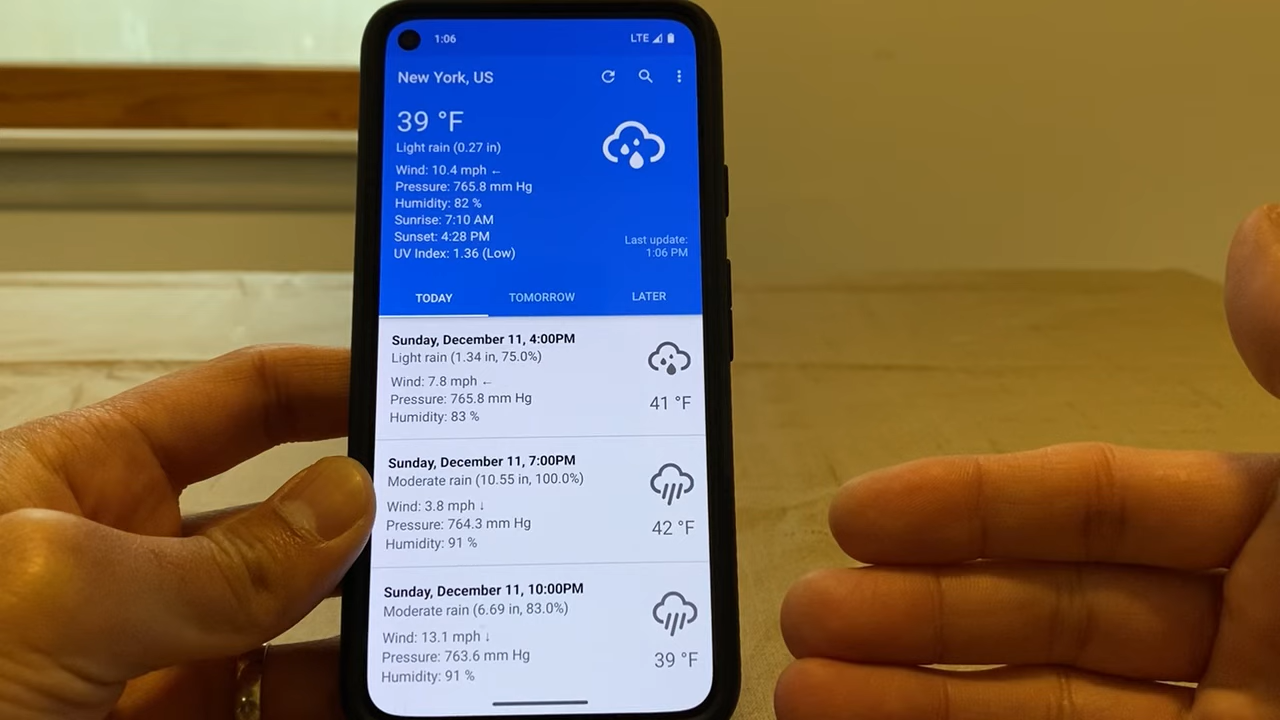 1:06 LTE
New York, US
39 °F
Light rain (0.27 in)
Wind: 10.4 mph ←
Pressure: 765.8 mm Hg
Humidity: 82 %
Sunrise: 7:10 AM
Sunset: 4:28 PM
UV Index: 1.36 (Low)
Last update:
1:06 PM
TODAY TOMORROW LATER
Sunday, December 11, 4:00PM
Light rain (1.34 in, 75.0%)
Wind: 7.8 mph ←
Pressure: 765.8 mm Hg
Humidity: 83 %
41 °F
Sunday, December 11, 7:00PM
Moderate rain (10.55 in, 100.0%)
Wind: 3.8 mph ↓
Pressure: 764.3 mm Hg
Humidity: 91 %
42 °F
Sunday, December 11, 10:00PM
Moderate rain (6.69 in, 83.0%)
Wind: 13.1 mph ↓
Pressure: 763.6 mm Hg
Humidity: 91 %
39 °F